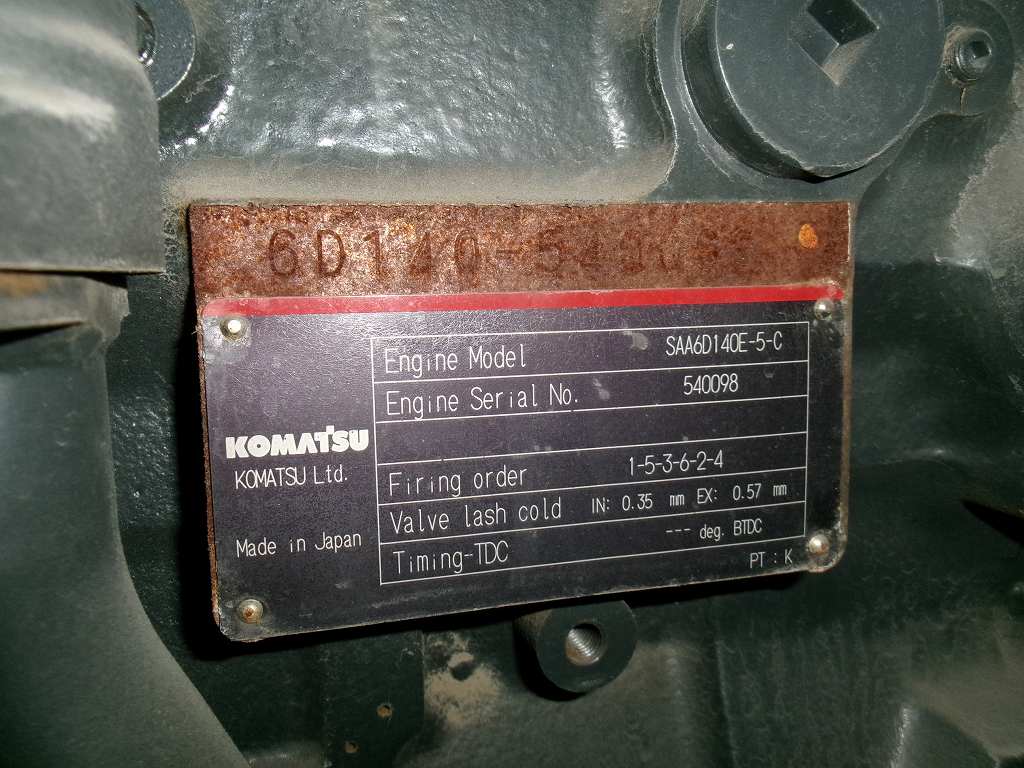 6D140-
Engine Model SAA6D140E-5-C
Engine Serial No. 540098
KOMATSU
KOMATSU Ltd.
Made in Japan
Firing order 1-5-3-6-2-4
Valve lash cold IN: 0.35 mm EX: 0.57 mm
Timing-TDC --- deg. BTDC
PT : K